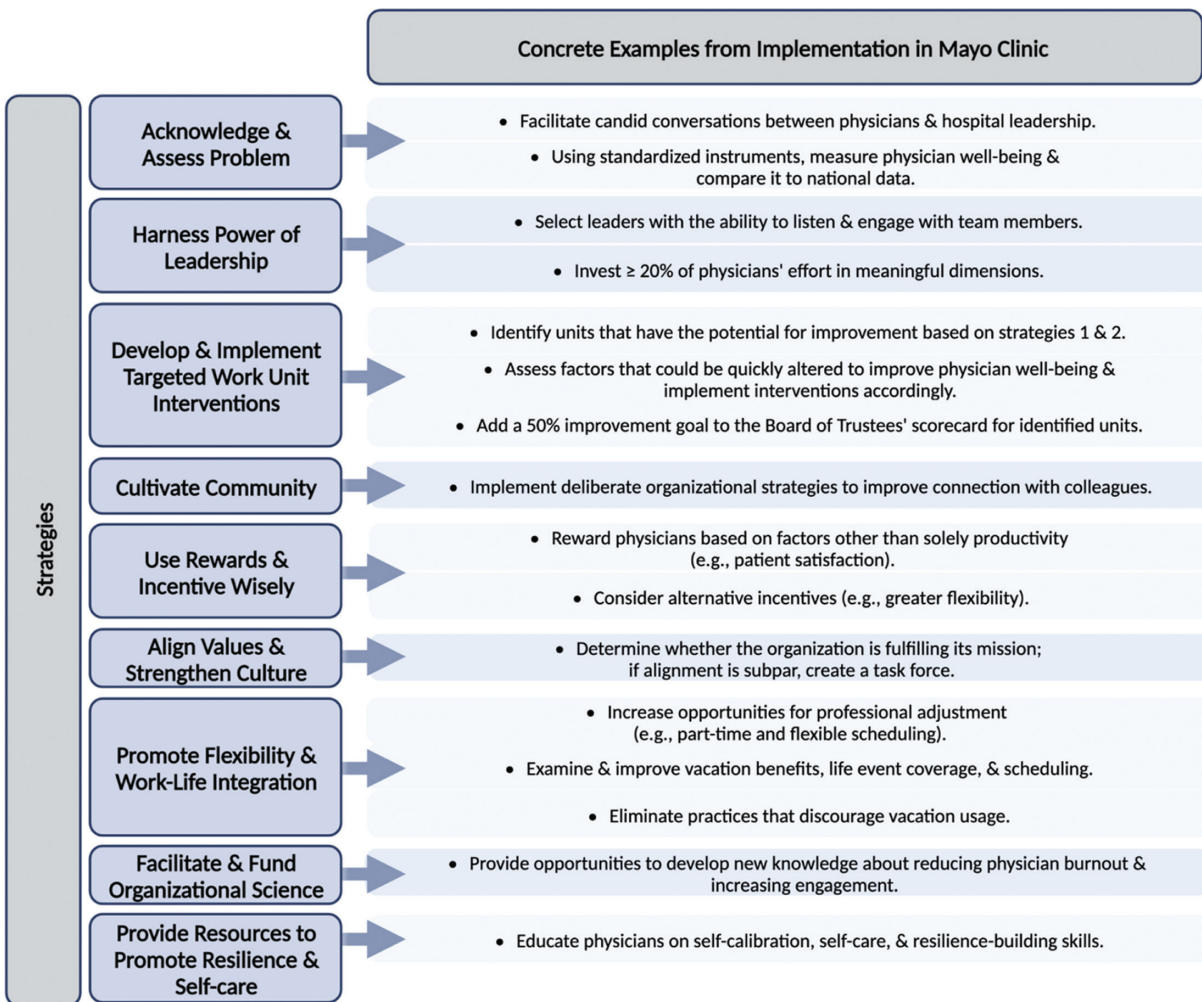 Concrete Examples from Implementation in Mayo Clinic
Strategies
Acknowledge &
Assess Problem
• Facilitate candid conversations between physicians & hospital leadership.
• Using standardized instruments, measure physician well-being &
compare it to national data.
Harness Power of
Leadership
• Select leaders with the ability to listen & engage with team members.
• Invest ≥ 20% of physicians' effort in meaningful dimensions.
Develop & Implement
Targeted Work Unit
Interventions
• Identify units that have the potential for improvement based on strategies 1 & 2.
• Assess factors that could be quickly altered to improve physician well-being &
implement interventions accordingly.
• Add a 50% improvement goal to the Board of Trustees' scorecard for identified units.
Cultivate Community
• Implement deliberate organizational strategies to improve connection with colleagues.
Use Rewards &
Incentive Wisely
• Reward physicians based on factors other than solely productivity
(e.g., patient satisfaction).
• Consider alternative incentives (e.g., greater flexibility).
Align Values &
Strengthen Culture
• Determine whether the organization is fulfilling its mission;
if alignment is subpar, create a task force.
Promote Flexibility &
Work-Life Integration
• Increase opportunities for professional adjustment
(e.g., part-time and flexible scheduling).
• Examine & improve vacation benefits, life event coverage, & scheduling.
• Eliminate practices that discourage vacation usage.
Facilitate & Fund
Organizational Science
• Provide opportunities to develop new knowledge about reducing physician burnout &
increasing engagement.
Provide Resources to
Promote Resilience &
Self-care
• Educate physicians on self-calibration, self-care, & resilience-building skills.